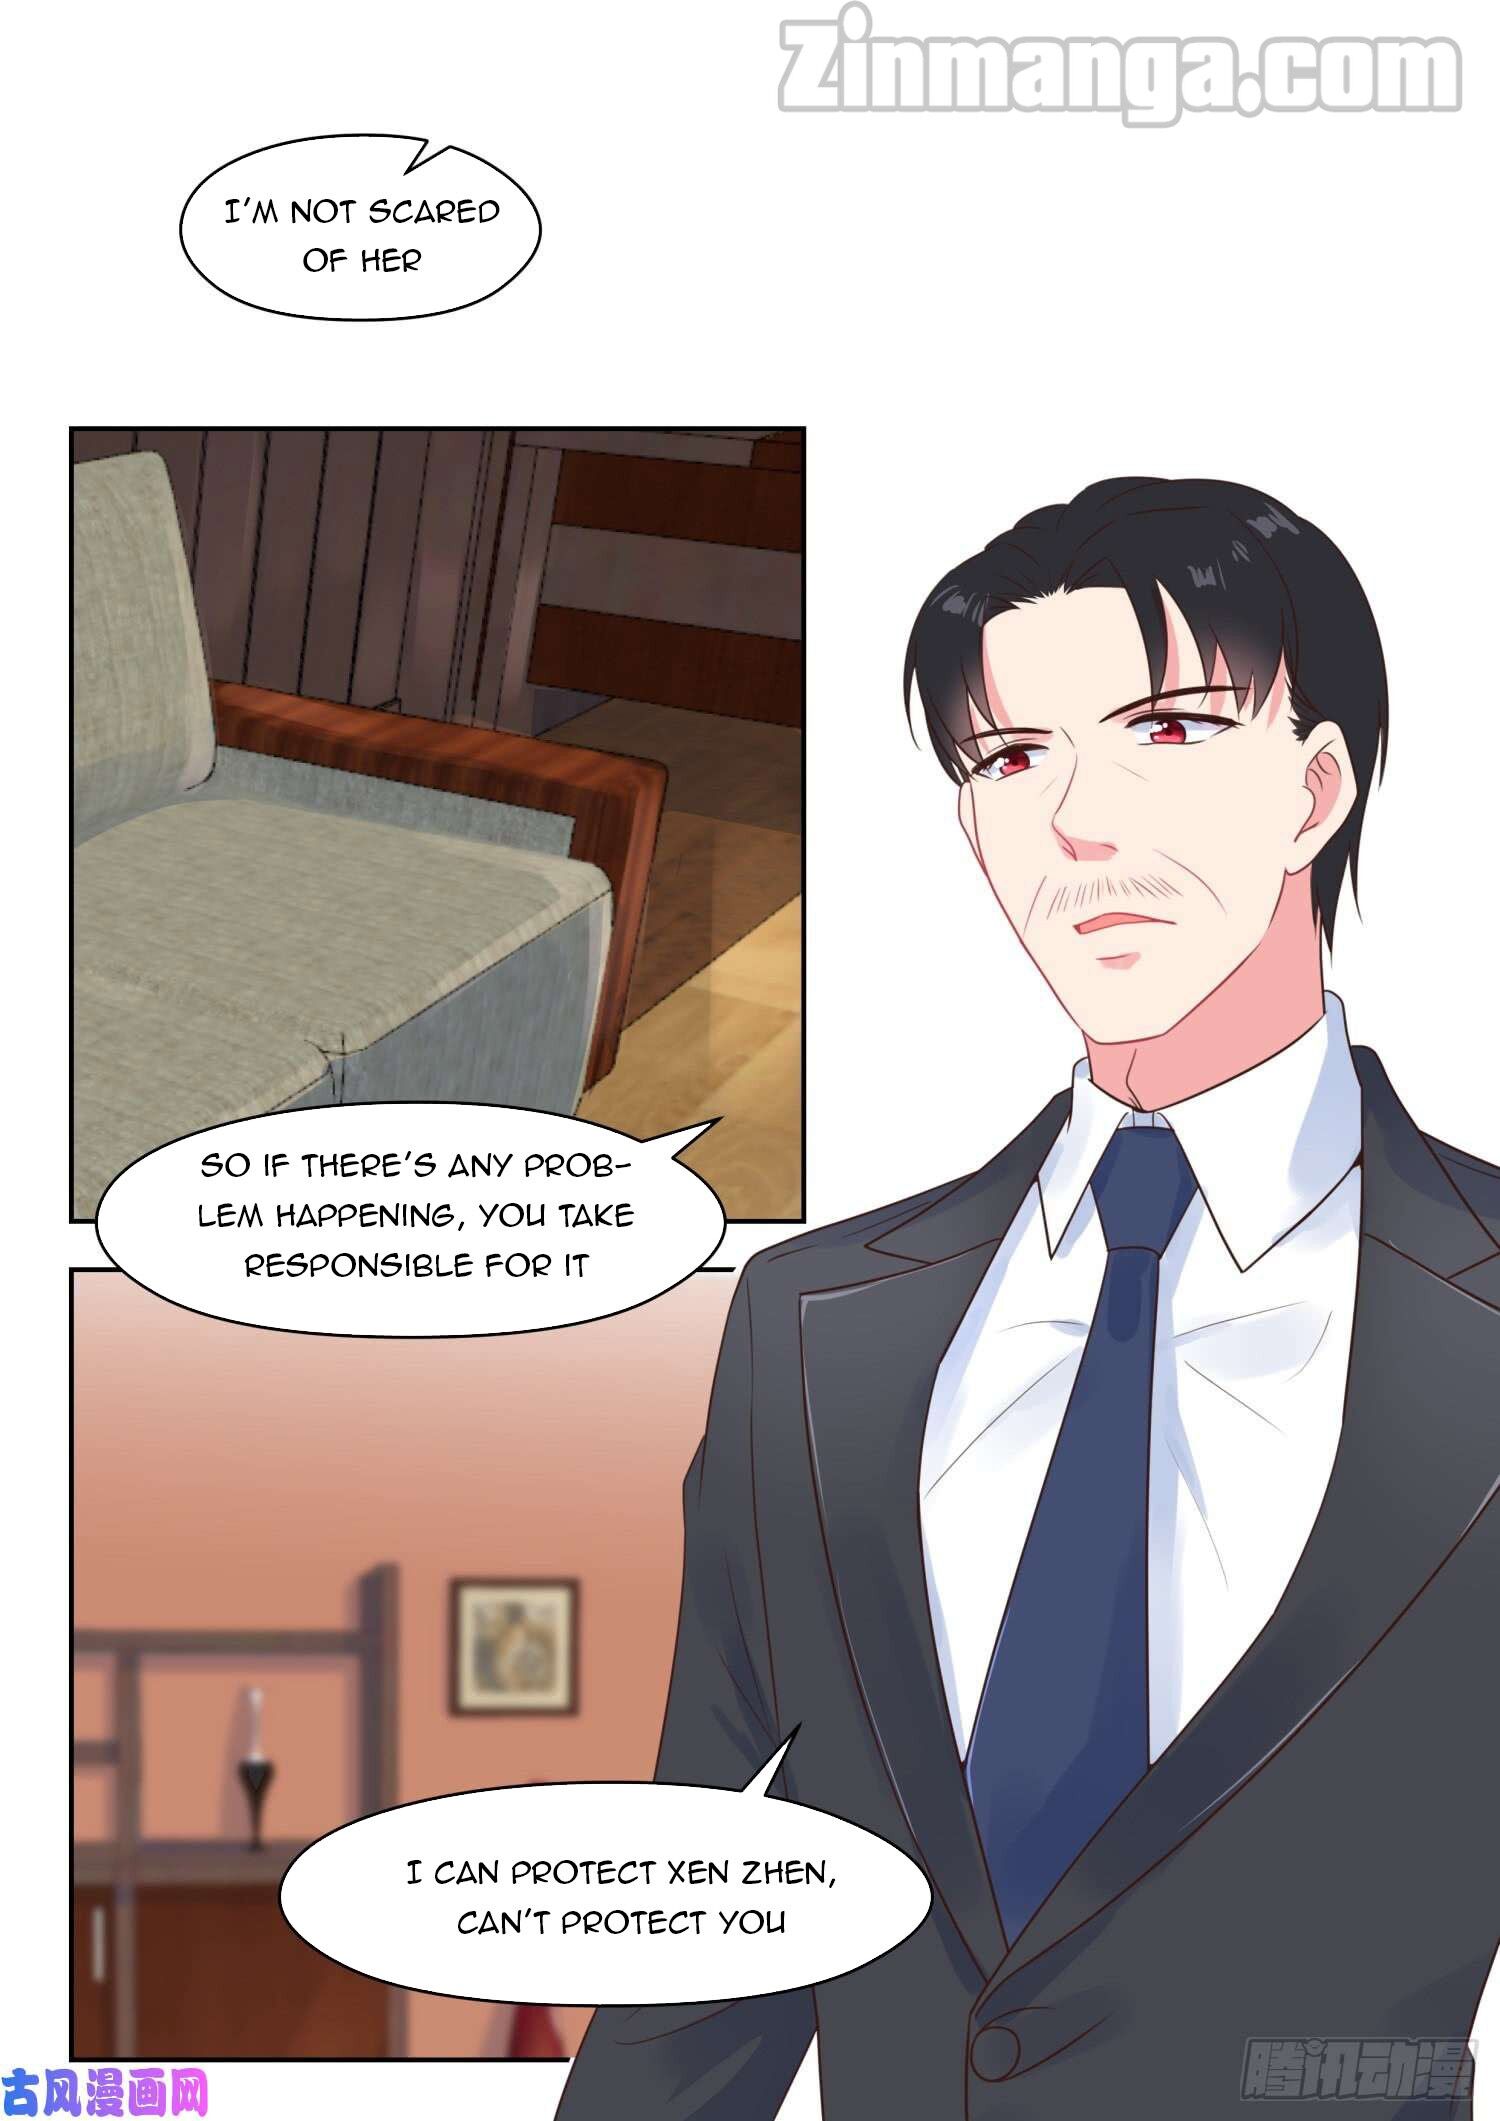 Zinmanga.com
I'M NOT SCARED
OF HER
SO IF THERE'S ANY PROB-
LEM HAPPENING, YOU TAKE
RESPONSIBLE FOR IT
I CAN PROTECT XEN ZHEN,
CAN'T PROTECT YOU
腾讯动漫
古风漫画网